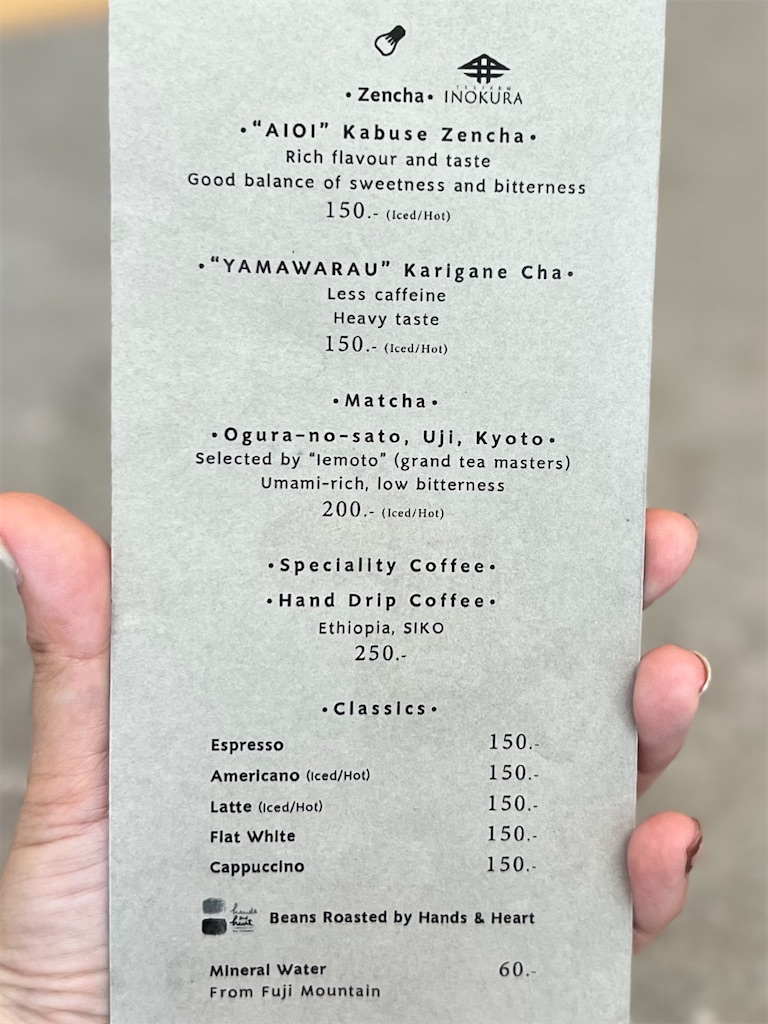 •Zencha•
INOKURA
•“AIOI” Kabuse Zencha•
Rich flavour and taste
Good balance of sweetness and bitterness
150.- (Iced/Hot)
•“YAMAWARAU” Karigane Cha•
Less caffeine
Heavy taste
150.- (Iced/Hot)
•Matcha•
•Ogura-no-sato, Uji, Kyoto•
Selected by “Iemoto” (grand tea masters)
Umami-rich, low bitterness
200.- (Iced/Hot)
•Speciality Coffee•
•Hand Drip Coffee•
Ethiopia, SIKO
250.-
•Classics•
Espresso 150.-
Americano (Iced/Hot) 150.-
Latte (Iced/Hot) 150.-
Flat White 150.-
Cappuccino 150.-
hands
and
heart
Beans Roasted by Hands & Heart
Mineral Water 60.-
From Fuji Mountain